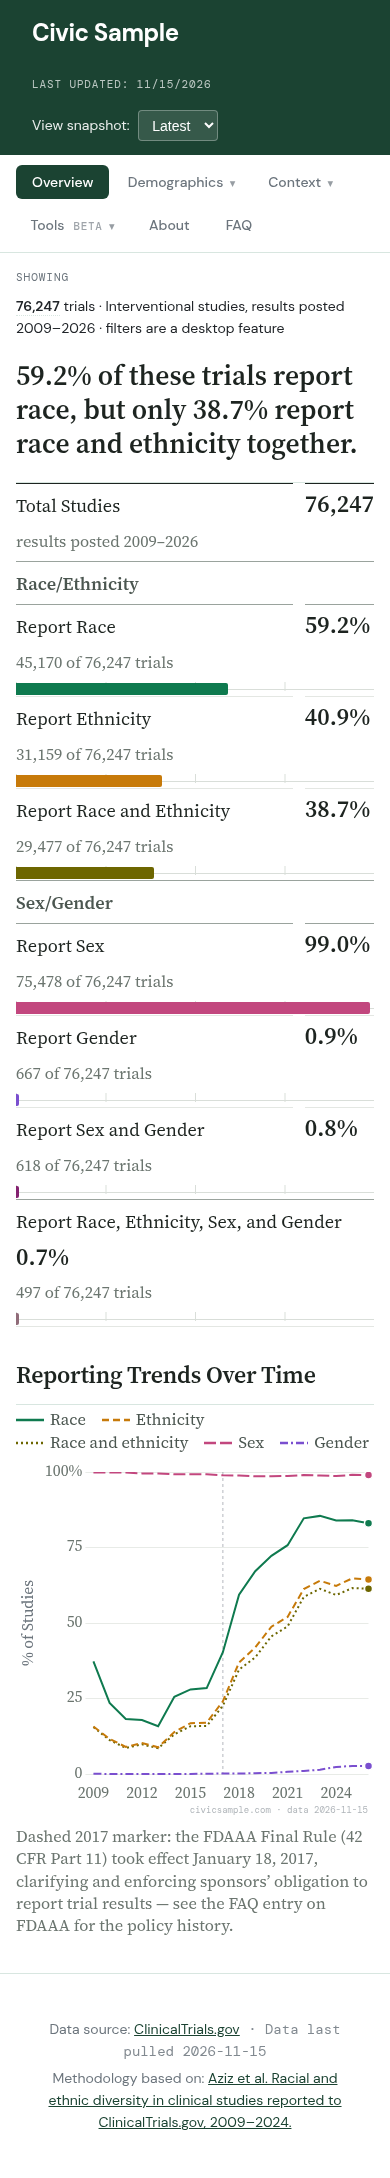 Civic Sample
LAST UPDATED: 11/15/2026
View snapshot: Latest
Overview Demographics ▾ Context ▾
Tools BETA ▾ About FAQ
SHOWING
76,247 trials · Interventional studies, results posted
2009–2026 · filters are a desktop feature
59.2% of these trials report
race, but only 38.7% report
race and ethnicity together.
Total Studies 76,247
results posted 2009–2026
Race/Ethnicity
Report Race 59.2%
45,170 of 76,247 trials
Report Ethnicity 40.9%
31,159 of 76,247 trials
Report Race and Ethnicity 38.7%
29,477 of 76,247 trials
Sex/Gender
Report Sex 99.0%
75,478 of 76,247 trials
Report Gender 0.9%
667 of 76,247 trials
Report Sex and Gender 0.8%
618 of 76,247 trials
Report Race, Ethnicity, Sex, and Gender
0.7%
497 of 76,247 trials
Reporting Trends Over Time
Race Ethnicity
Race and ethnicity Sex Gender
100%
75
50
25
0
% of Studies
2009 2012 2015 2018 2021 2024
civicsample.com · data 2026-11-15
Dashed 2017 marker: the FDAAA Final Rule (42
CFR Part 11) took effect January 18, 2017,
clarifying and enforcing sponsors’ obligation to
report trial results — see the FAQ entry on
FDAAA for the policy history.
Data source: ClinicalTrials.gov · Data last
pulled 2026-11-15
Methodology based on: Aziz et al. Racial and
ethnic diversity in clinical studies reported to
ClinicalTrials.gov, 2009–2024.